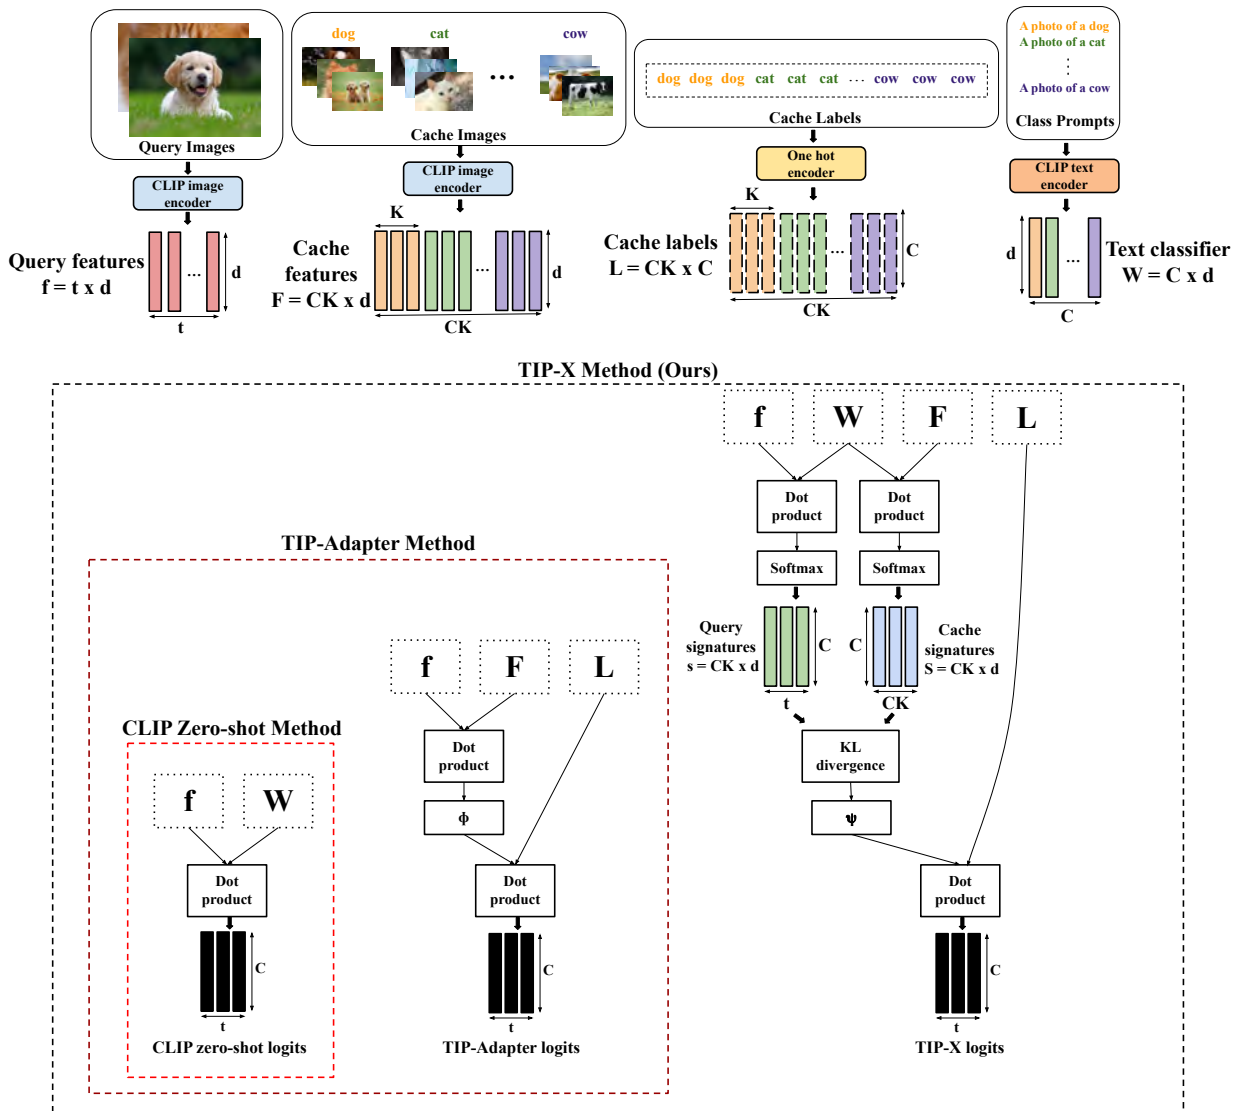 Query Images
CLIP image
encoder
Query features
f = t x d
...
d
t
dog
cat
cow
...
Cache Images
CLIP image
encoder
K
Cache
features
F = CK x d
...
d
CK
dog dog dog cat cat cat ... cow cow cow
Cache Labels
One hot
encoder
K
Cache labels
L = CK x C
...
C
CK
A photo of a dog
A photo of a cat
A photo of a cow
Class Prompts
CLIP text
encoder
d
...
C
Text classifier
W = C x d
TIP-X Method (Ours)
f
W
F
L
Dot
product
Dot
product
Softmax
Softmax
Query
signatures
s = CK x d
C
t
C
CK
Cache
signatures
S = CK x d
KL
divergence
ψ
Dot
product
C
t
TIP-X logits
TIP-Adapter Method
f
F
L
Dot
product
ϕ
Dot
product
C
t
TIP-Adapter logits
CLIP Zero-shot Method
f
W
Dot
product
C
t
CLIP zero-shot logits